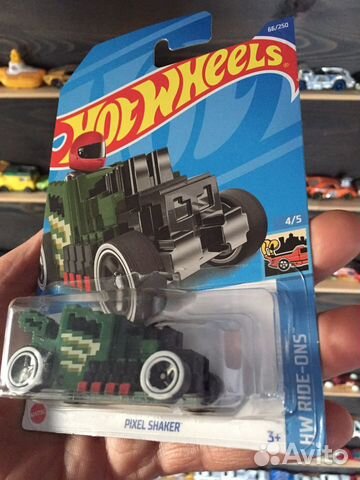 66/250
HOT WHEELS
4/5
HW RIDE-ONS
PIXEL SHAKER
3+
Avito